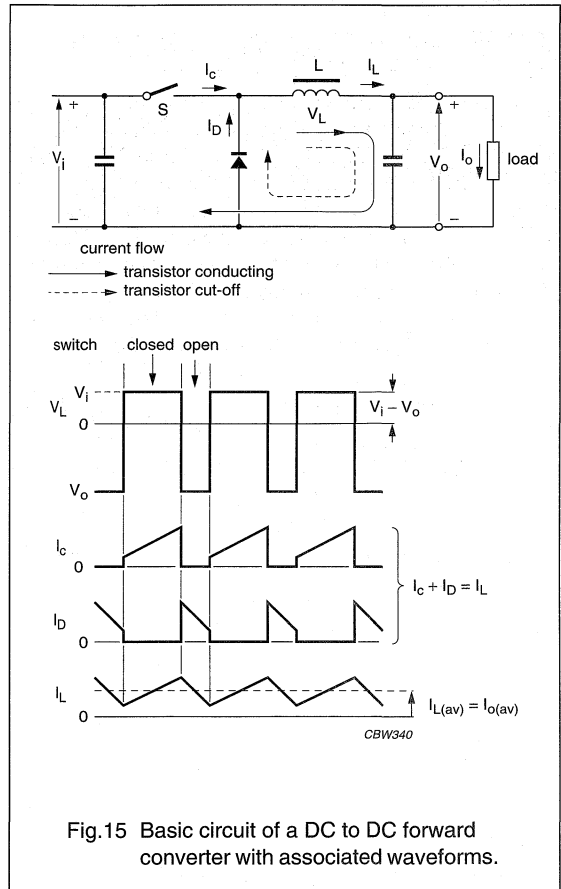 I_c
L
I_L
+
S
V_L
+
I_D
V_i
V_o
I_o
load
−
−
current flow
transistor conducting
transistor cut-off
switch closed open
V_i
V_L
0
V_i − V_o
V_o
I_c
0
I_c + I_D = I_L
I_D
0
I_L
I_L(av) = I_o(av)
0
CBW340
Fig.15 Basic circuit of a DC to DC forward
converter with associated waveforms.